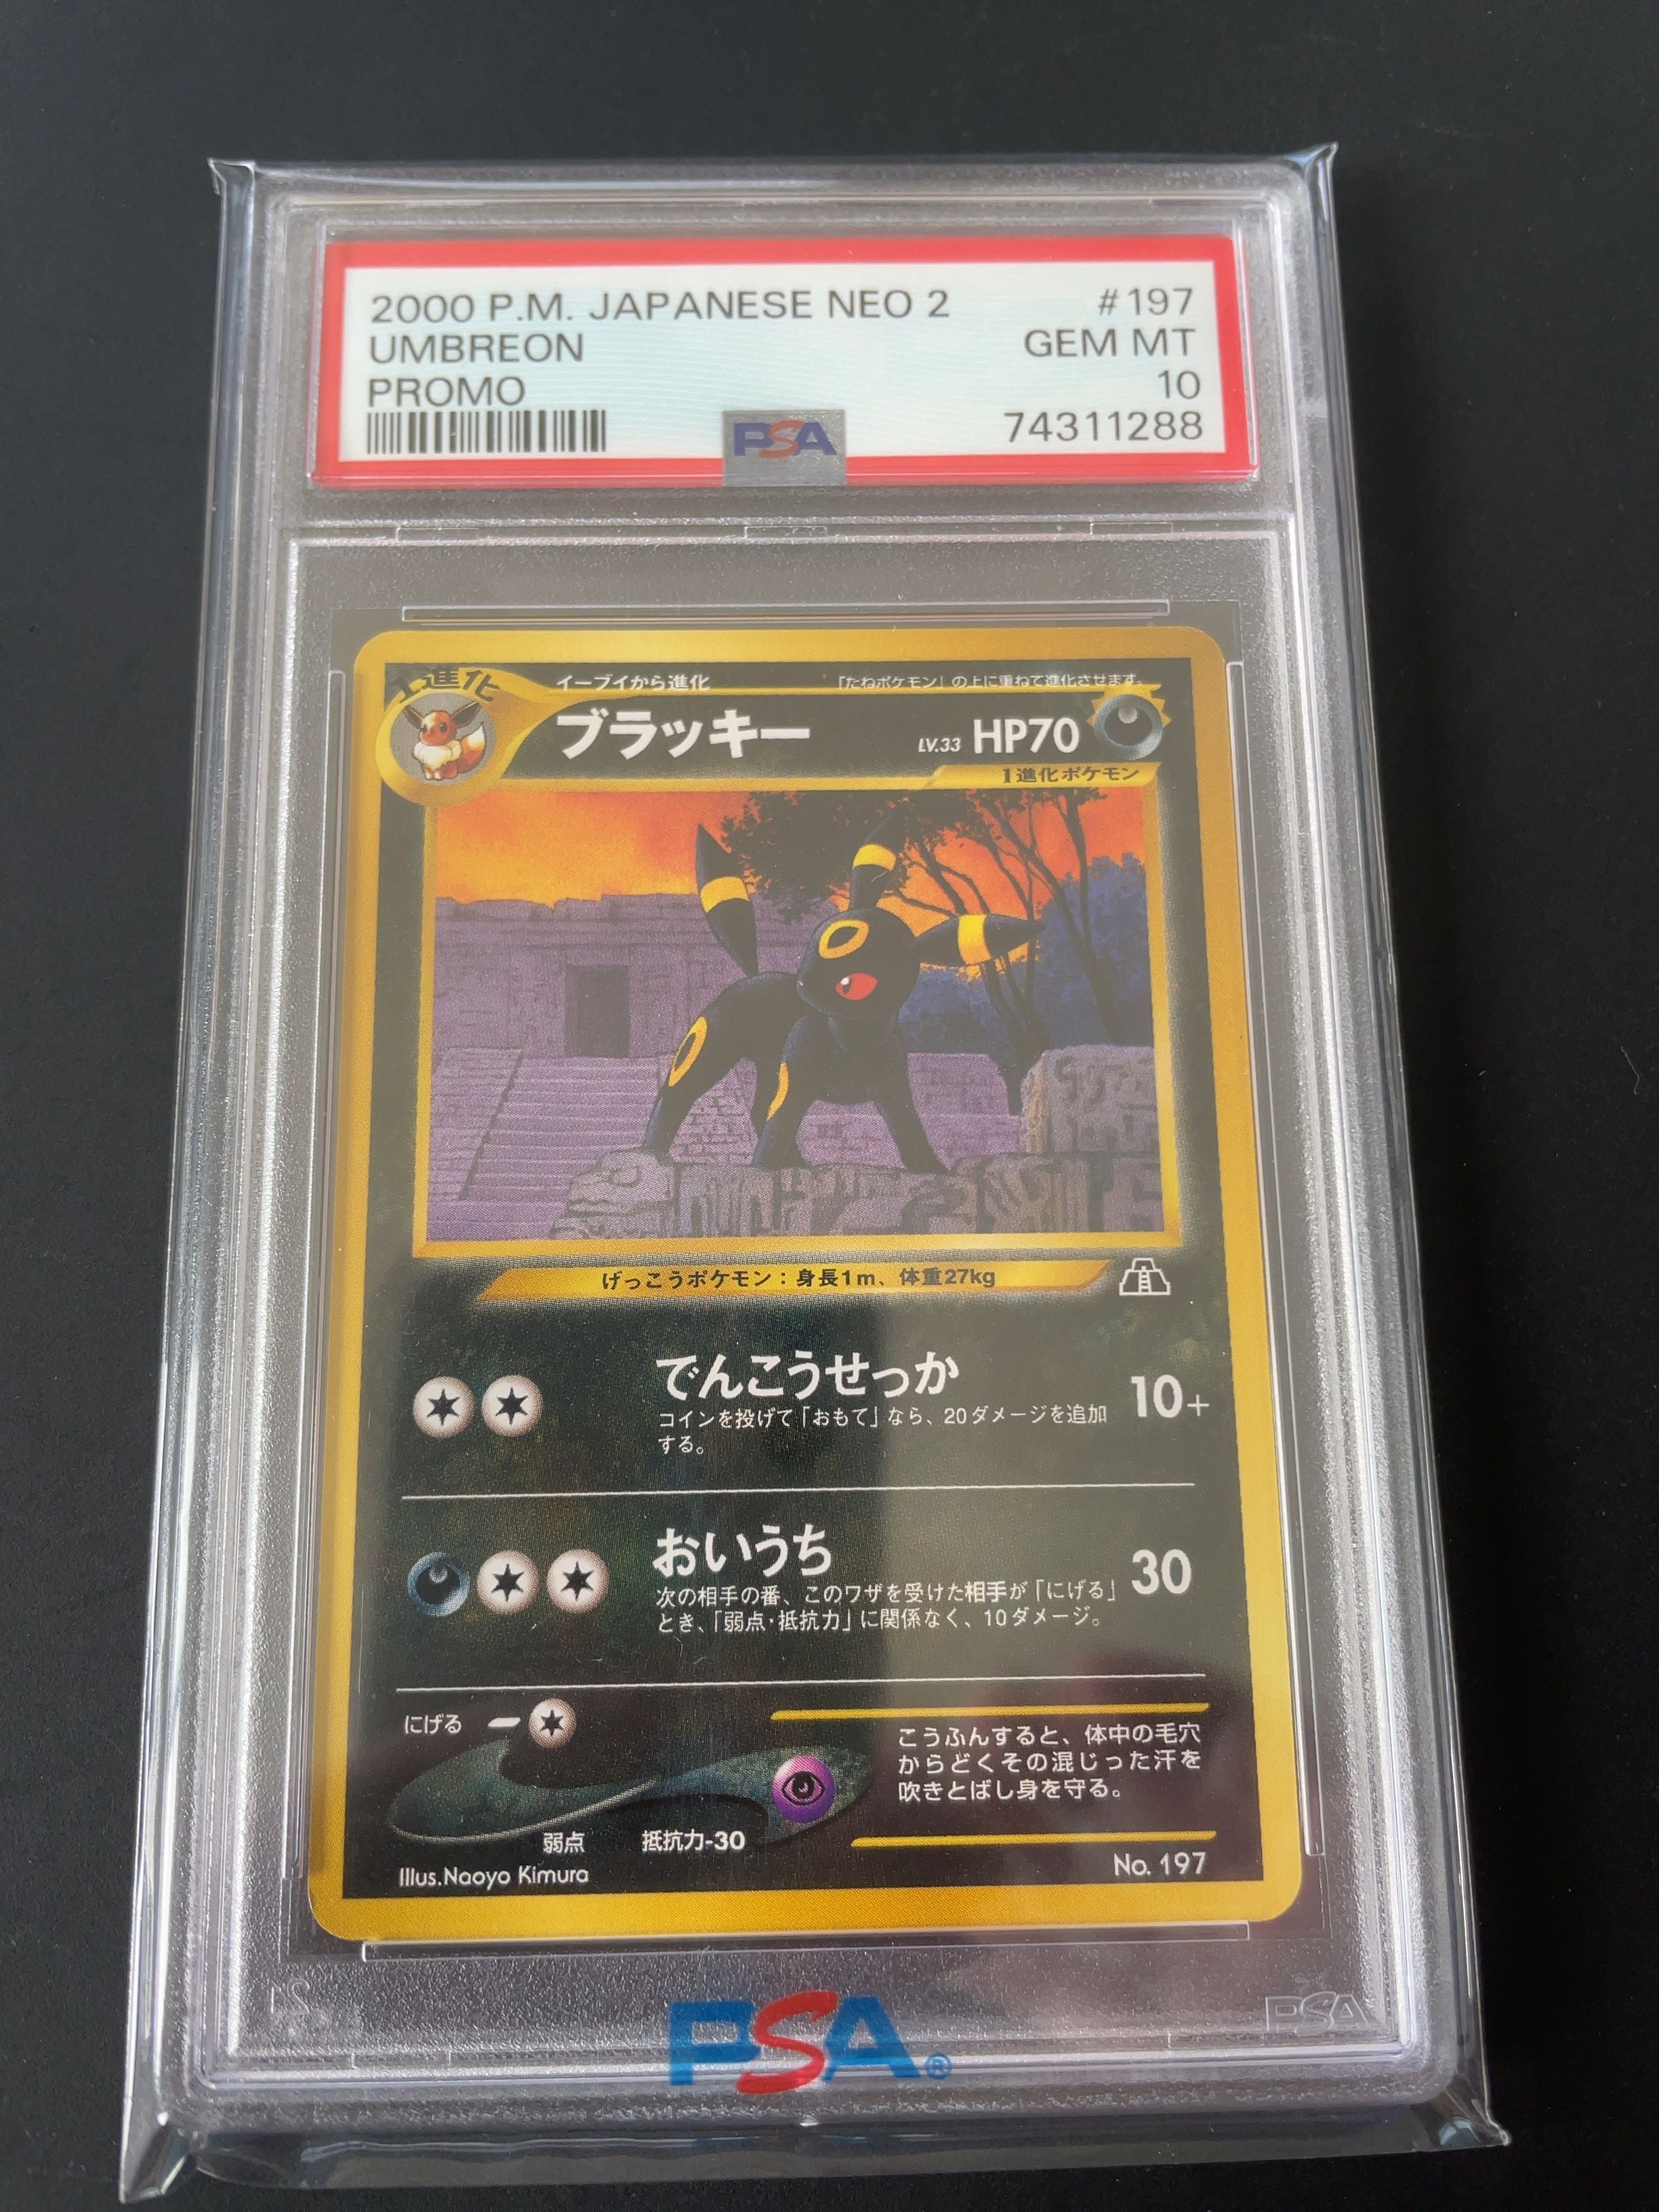 2000 P.M. JAPANESE NEO 2 #197
UMBREON GEM MT
PROMO 10
PSA 74311288
1進化
イーブイから進化 「たねポケモン」の上に重ねて進化させます。
ブラッキー LV.33 HP70
1進化ポケモン
げっこうポケモン：身長1m、体重27kg
でんこうせっか 10+
コインを投げて「おもて」なら、20ダメージを追加
する。
おいうち 30
次の相手の番、このワザを受けた相手が「にげる」
とき、「弱点・抵抗力」に関係なく、10ダメージ。
にげる
こうふんすると、体中の毛穴
からどくその混じった汗を
吹きとばし身を守る。
弱点 抵抗力-30
Illus.Naoyo Kimura No. 197
PSA
PSA®